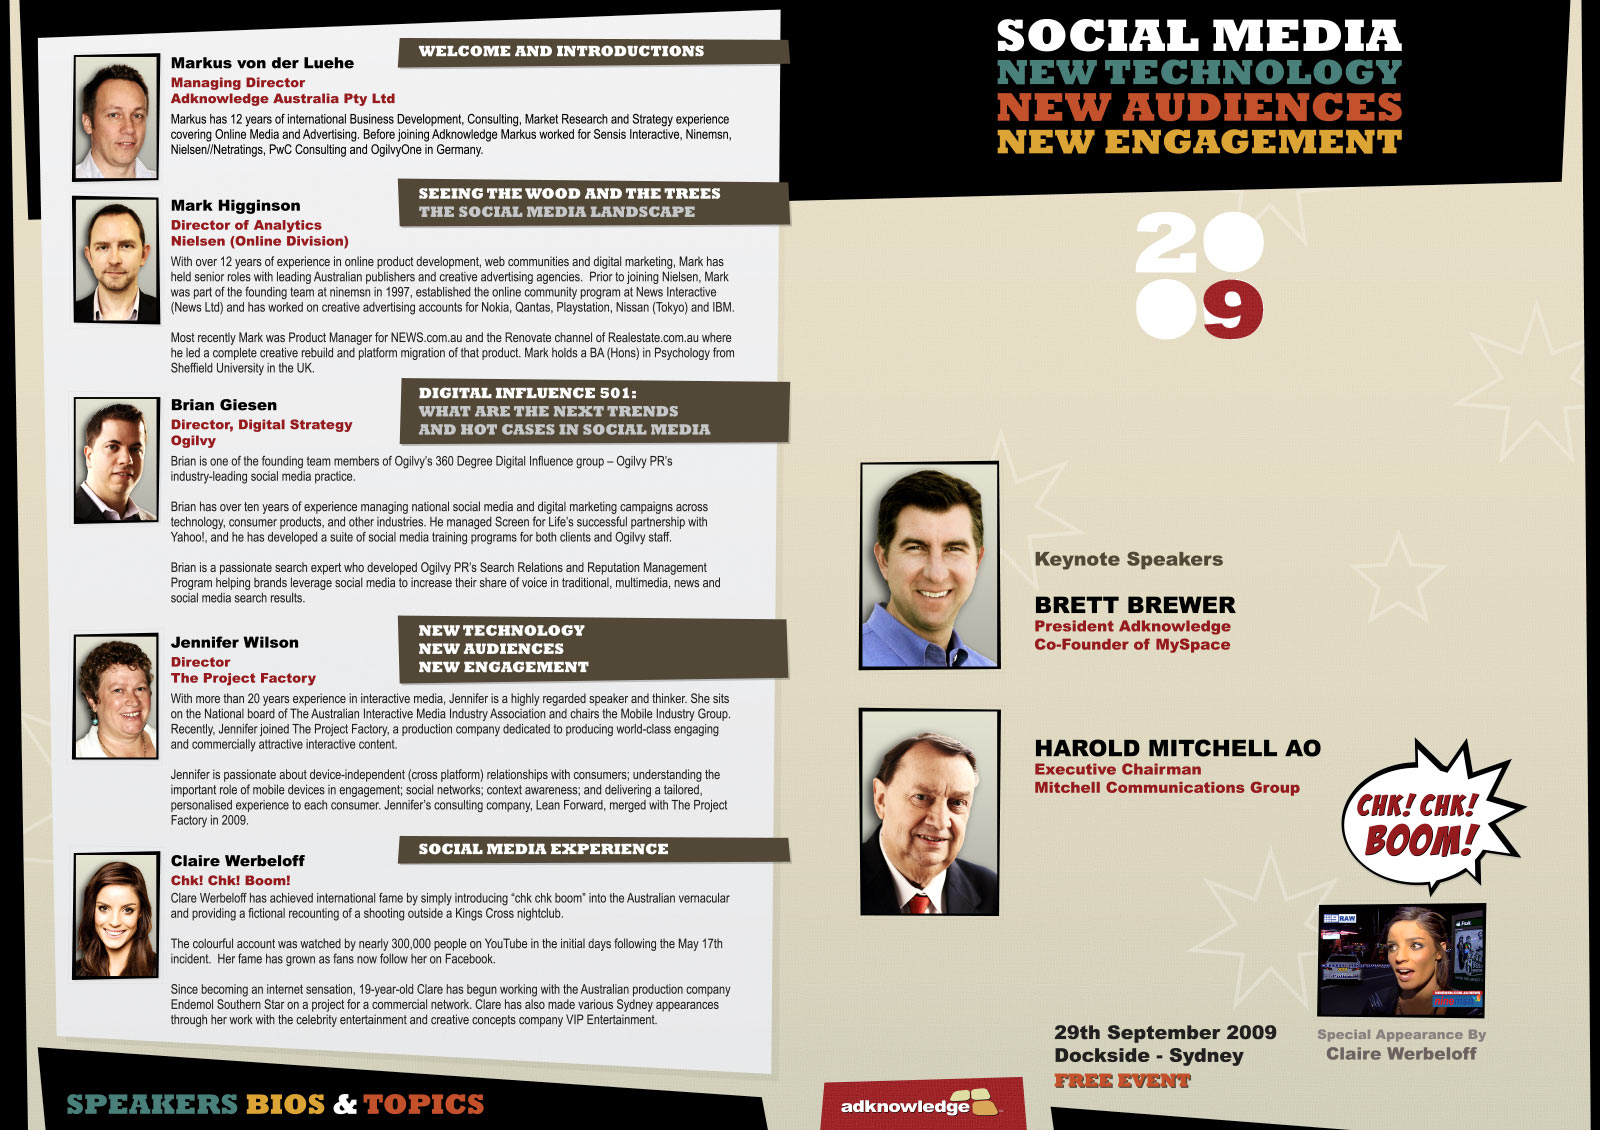 WELCOME AND INTRODUCTIONS
Markus von der Luehe
Managing Director
Adknowledge Australia Pty Ltd
Markus has 12 years of international Business Development, Consulting, Market Research and Strategy experience
covering Online Media and Advertising. Before joining Adknowledge Markus worked for Sensis Interactive, Ninemsn,
Nielsen//Netratings, PwC Consulting and OgilvyOne in Germany.
SEEING THE WOOD AND THE TREES
THE SOCIAL MEDIA LANDSCAPE
Mark Higginson
Director of Analytics
Nielsen (Online Division)
With over 12 years of experience in online product development, web communities and digital marketing, Mark has
held senior roles with leading Australian publishers and creative advertising agencies. Prior to joining Nielsen, Mark
was part of the founding team at ninemsn in 1997, established the online community program at News Interactive
(News Ltd) and has worked on creative advertising accounts for Nokia, Qantas, Playstation, Nissan (Tokyo) and IBM.
Most recently Mark was Product Manager for NEWS.com.au and the Renovate channel of Realestate.com.au where
he led a complete creative rebuild and platform migration of that product. Mark holds a BA (Hons) in Psychology from
Sheffield University in the UK.
DIGITAL INFLUENCE 501:
WHAT ARE THE NEXT TRENDS
AND HOT CASES IN SOCIAL MEDIA
Brian Giesen
Director, Digital Strategy
Ogilvy
Brian is one of the founding team members of Ogilvy's 360 Degree Digital Influence group – Ogilvy PR's
industry-leading social media practice.
Brian has over ten years of experience managing national social media and digital marketing campaigns across
technology, consumer products, and other industries. He managed Screen for Life's successful partnership with
Yahoo!, and he has developed a suite of social media training programs for both clients and Ogilvy staff.
Brian is a passionate search expert who developed Ogilvy PR's Search Relations and Reputation Management
Program helping brands leverage social media to increase their share of voice in traditional, multimedia, news and
social media search results.
NEW TECHNOLOGY
NEW AUDIENCES
NEW ENGAGEMENT
Jennifer Wilson
Director
The Project Factory
With more than 20 years experience in interactive media, Jennifer is a highly regarded speaker and thinker. She sits
on the National board of The Australian Interactive Media Industry Association and chairs the Mobile Industry Group.
Recently, Jennifer joined The Project Factory, a production company dedicated to producing world-class engaging
and commercially attractive interactive content.
Jennifer is passionate about device-independent (cross platform) relationships with consumers; understanding the
important role of mobile devices in engagement; social networks; context awareness; and delivering a tailored,
personalised experience to each consumer. Jennifer's consulting company, Lean Forward, merged with The Project
Factory in 2009.
SOCIAL MEDIA EXPERIENCE
Claire Werbeloff
Chk! Chk! Boom!
Clare Werbeloff has achieved international fame by simply introducing “chk chk boom” into the Australian vernacular
and providing a fictional recounting of a shooting outside a Kings Cross nightclub.
The colourful account was watched by nearly 300,000 people on YouTube in the initial days following the May 17th
incident. Her fame has grown as fans now follow her on Facebook.
Since becoming an internet sensation, 19-year-old Clare has begun working with the Australian production company
Endemol Southern Star on a project for a commercial network. Clare has also made various Sydney appearances
through her work with the celebrity entertainment and creative concepts company VIP Entertainment.
SPEAKERS BIOS & TOPICS
SOCIAL MEDIA
NEW TECHNOLOGY
NEW AUDIENCES
NEW ENGAGEMENT
20
09
Keynote Speakers
BRETT BREWER
President Adknowledge
Co-Founder of MySpace
HAROLD MITCHELL AO
Executive Chairman
Mitchell Communications Group
CHK! CHK!
BOOM!
RAW
Special Appearance By
Claire Werbeloff
29th September 2009
Dockside - Sydney
FREE EVENT
adknowledge